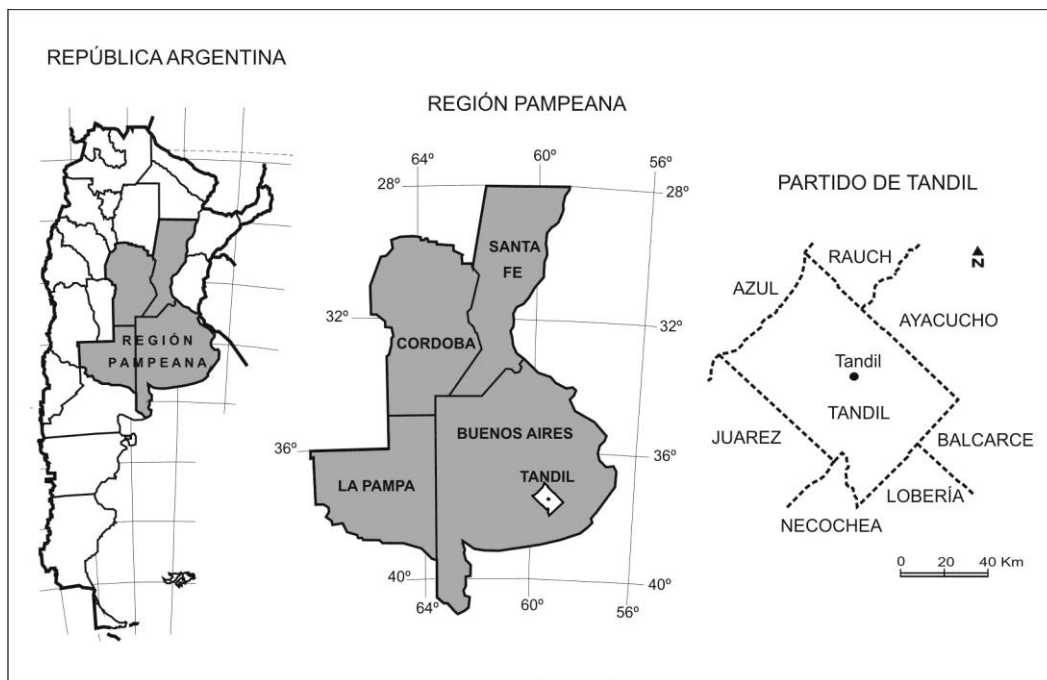 REPÚBLICA ARGENTINA
REGIÓN
PAMPEANA
REGIÓN PAMPEANA
64º
60º
56º
28º
28º
SANTA
FE
32º
32º
CORDOBA
BUENOS AIRES
36º
36º
LA PAMPA
TANDIL
40º
40º
64º
60º
56º
PARTIDO DE TANDIL
RAUCH
N
AZUL
AYACUCHO
Tandil
TANDIL
JUAREZ
BALCARCE
LOBERÍA
NECOCHEA
0 20 40 Km